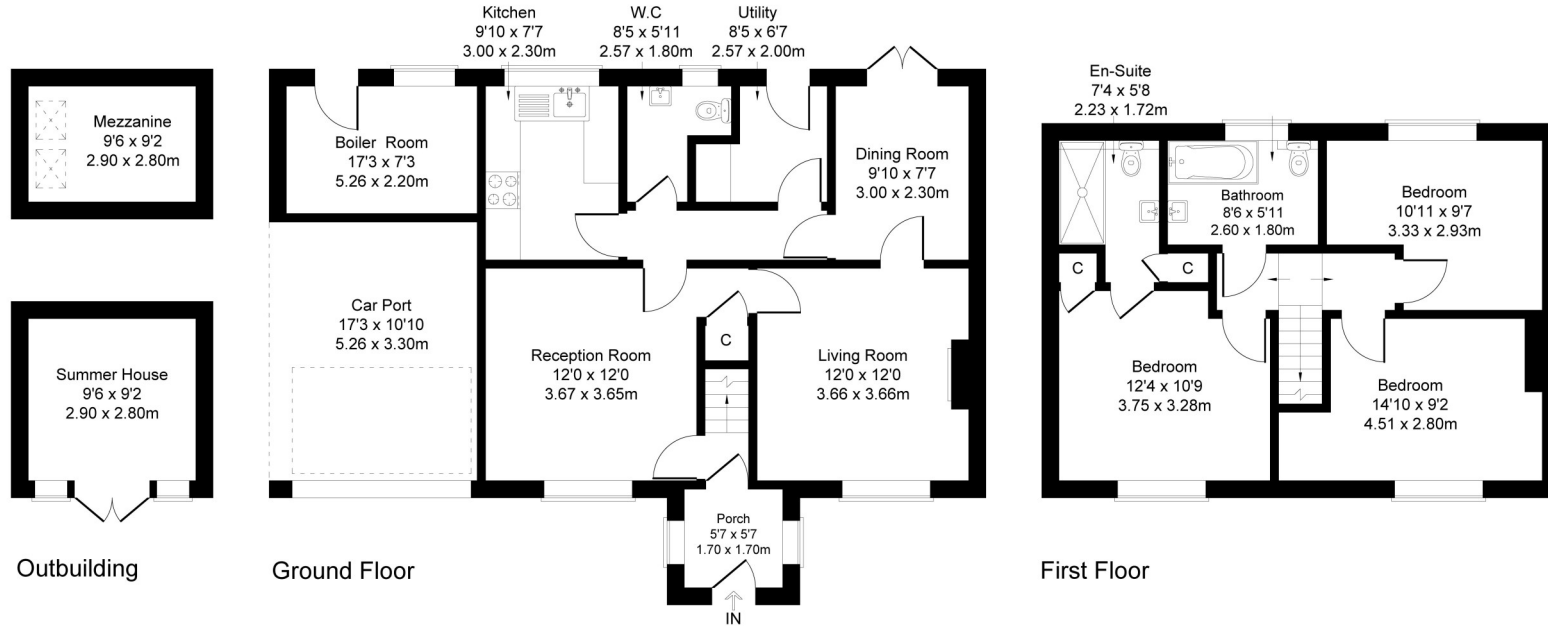 Mezzanine
9'6 x 9'2
2.90 x 2.80m
Summer House
9'6 x 9'2
2.90 x 2.80m
Outbuilding
Kitchen
9'10 x 7'7
3.00 x 2.30m
W.C
8'5 x 5'11
2.57 x 1.80m
Utility
8'5 x 6'7
2.57 x 2.00m
Boiler Room
17'3 x 7'3
5.26 x 2.20m
Dining Room
9'10 x 7'7
3.00 x 2.30m
Car Port
17'3 x 10'10
5.26 x 3.30m
Reception Room
12'0 x 12'0
3.67 x 3.65m
C
Living Room
12'0 x 12'0
3.66 x 3.66m
Porch
5'7 x 5'7
1.70 x 1.70m
IN
Ground Floor
En-Suite
7'4 x 5'8
2.23 x 1.72m
Bathroom
8'6 x 5'11
2.60 x 1.80m
Bedroom
10'11 x 9'7
3.33 x 2.93m
C
C
Bedroom
12'4 x 10'9
3.75 x 3.28m
Bedroom
14'10 x 9'2
4.51 x 2.80m
First Floor